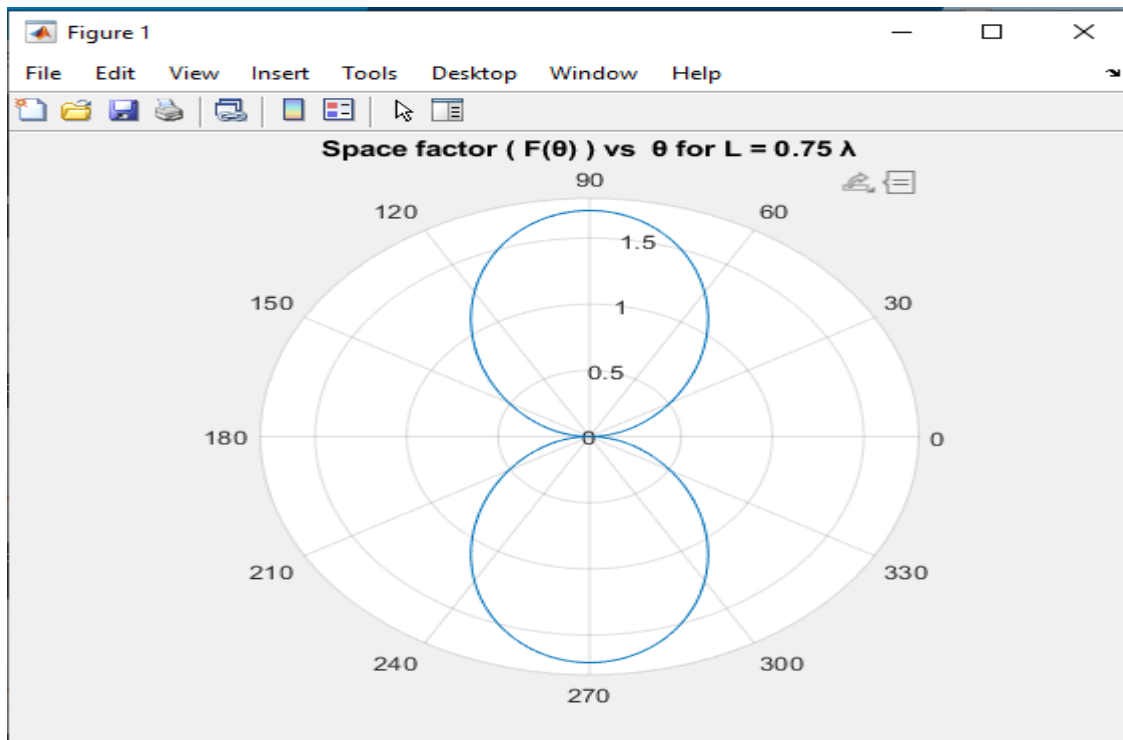 Figure 1
File Edit View Insert Tools Desktop Window Help
Space factor ( F(θ) ) vs θ for L = 0.75 λ
90
120 60
1.5
150 30
1
0.5
180 0 0
210 330
240 300
270